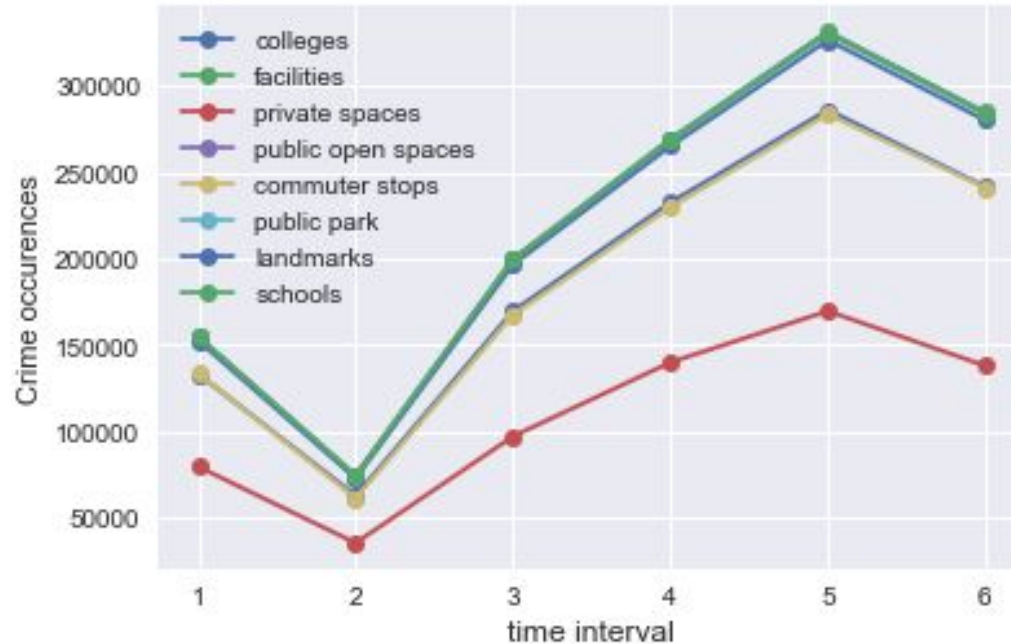 colleges
facilities
private spaces
public open spaces
commuter stops
public park
landmarks
schools
300000
250000
200000
150000
100000
50000
Crime occurences
1 2 3 4 5 6
time interval